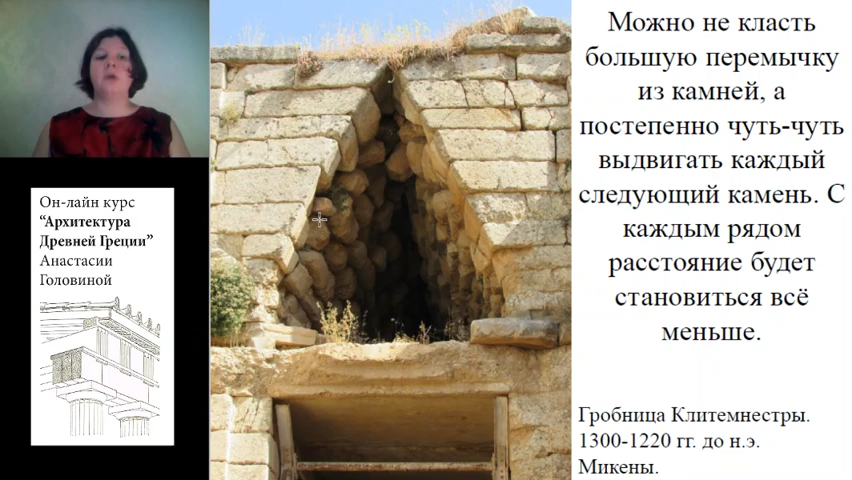 Он-лайн курс
“Архитектура
Древней Греции”
Анастасии
Головиной
Можно не класть
большую перемычку
из камней, а
постепенно чуть-чуть
выдвигать каждый
следующий камень. С
каждым рядом
расстояние будет
становиться всё
меньше.
Гробница Клитемнестры.
1300-1220 гг. до н.э.
Микены.